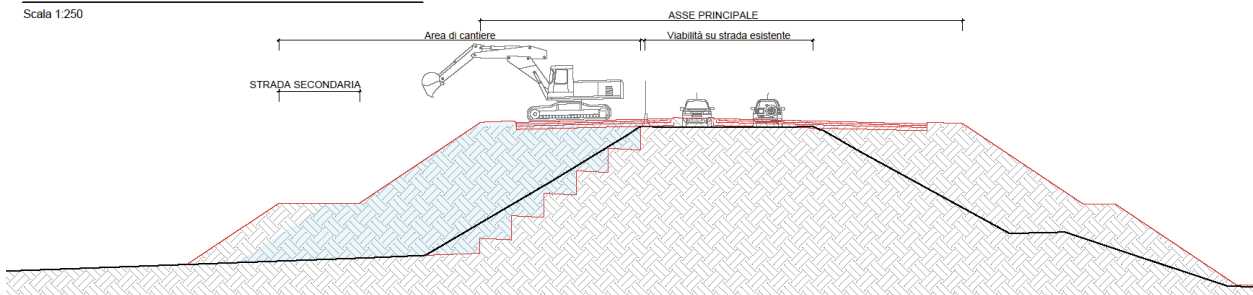 Scala 1:250
ASSE PRINCIPALE
Area di cantiere
Viabilità su strada esistente
STRADA SECONDARIA